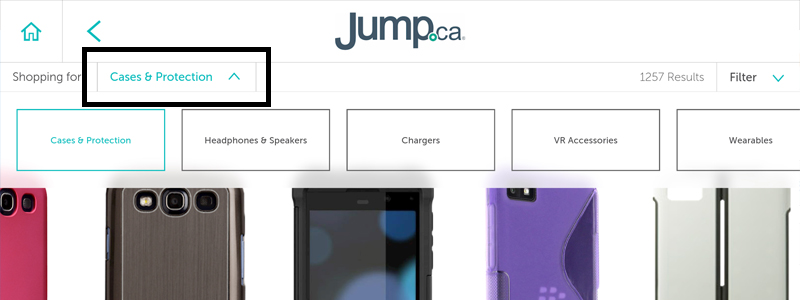 Jump.ca
Shopping for
Cases & Protection
1257 Results
Filter
Cases & Protection
Headphones & Speakers
Chargers
VR Accessories
Wearables